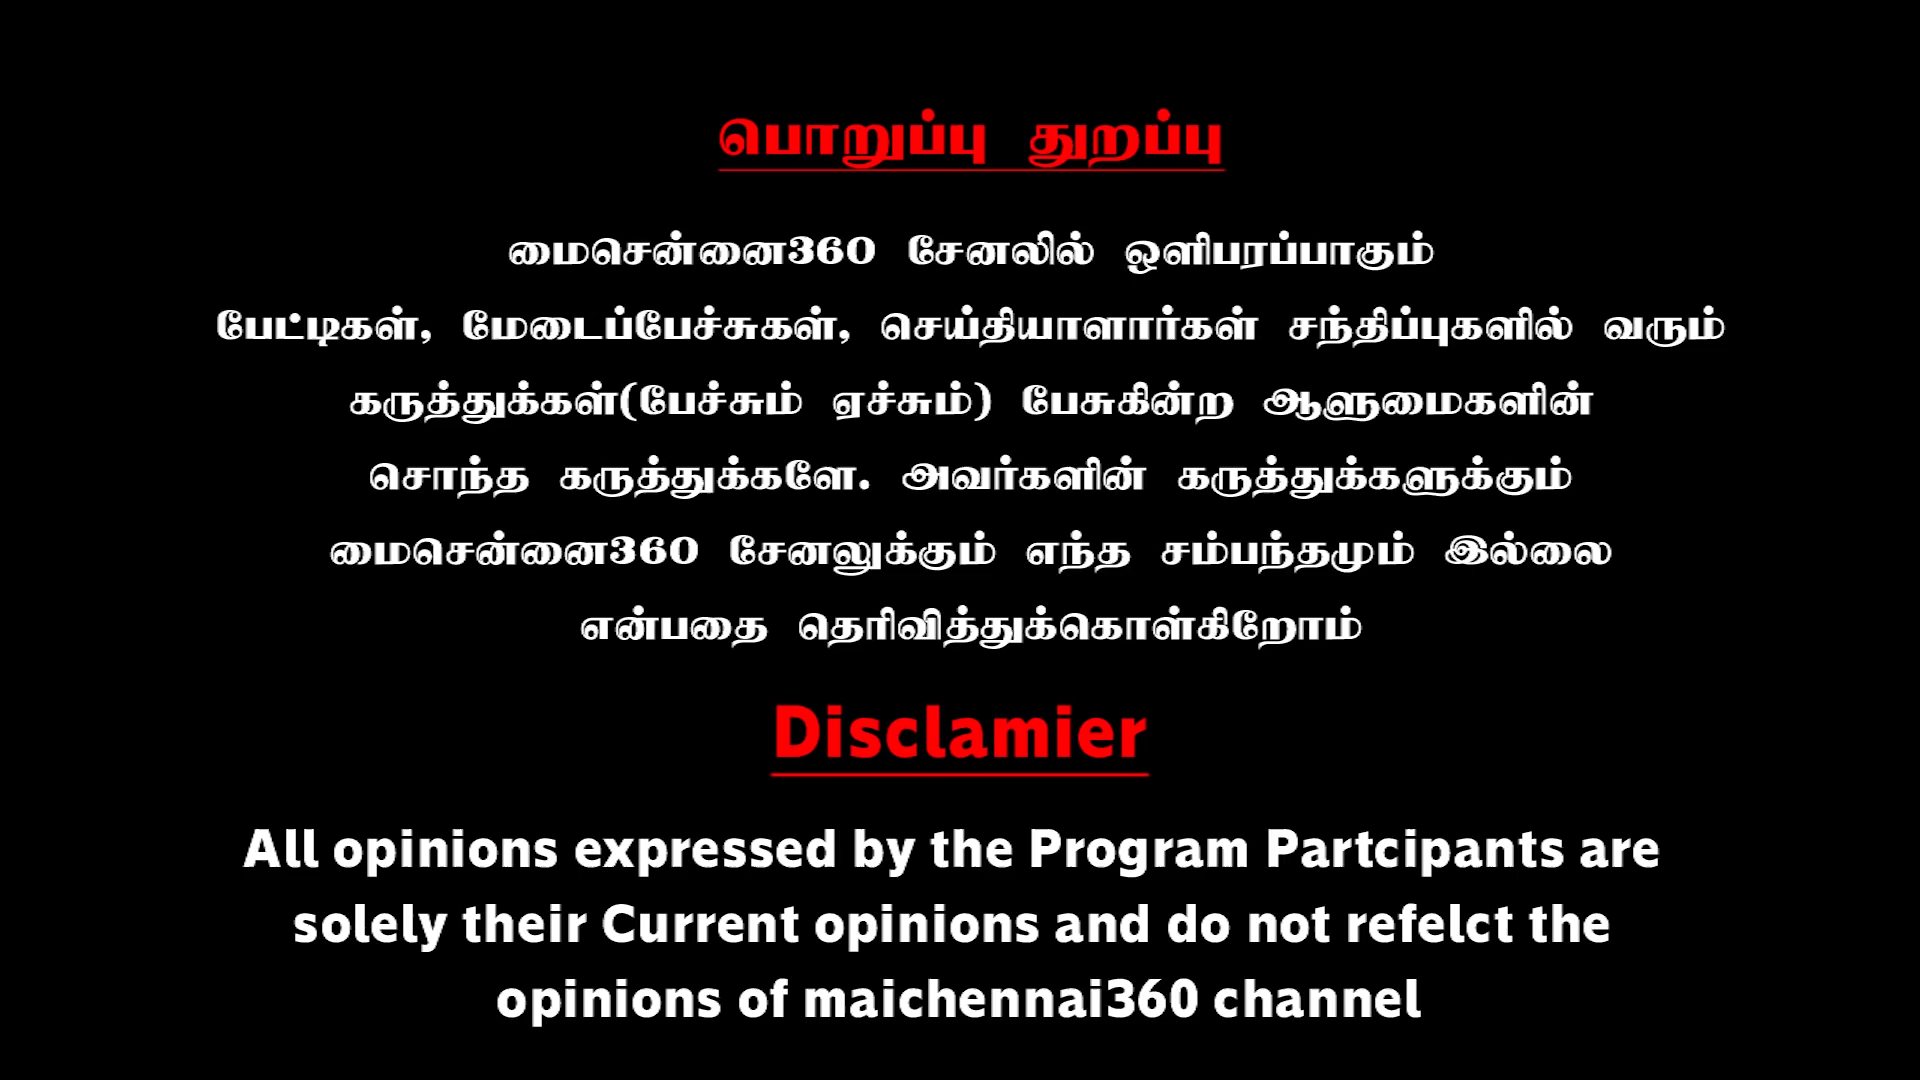 பொறுப்பு துறப்பு
மைசென்னை360 சேனலில் ஒளிபரப்பாகும்
பேட்டிகள், மேடைப்பேச்சுகள், செய்தியாளார்கள் சந்திப்புகளில் வரும்
கருத்துக்கள்(பேச்சும் ஏச்சும்) பேசுகின்ற ஆளுமைகளின்
சொந்த கருத்துக்களே. அவர்களின் கருத்துக்களுக்கும்
மைசென்னை360 சேனலுக்கும் எந்த சம்பந்தமும் இல்லை
என்பதை தெரிவித்துக்கொள்கிறோம்
Disclamier
All opinions expressed by the Program Partcipants are
solely their Current opinions and do not refelct the
opinions of maichennai360 channel